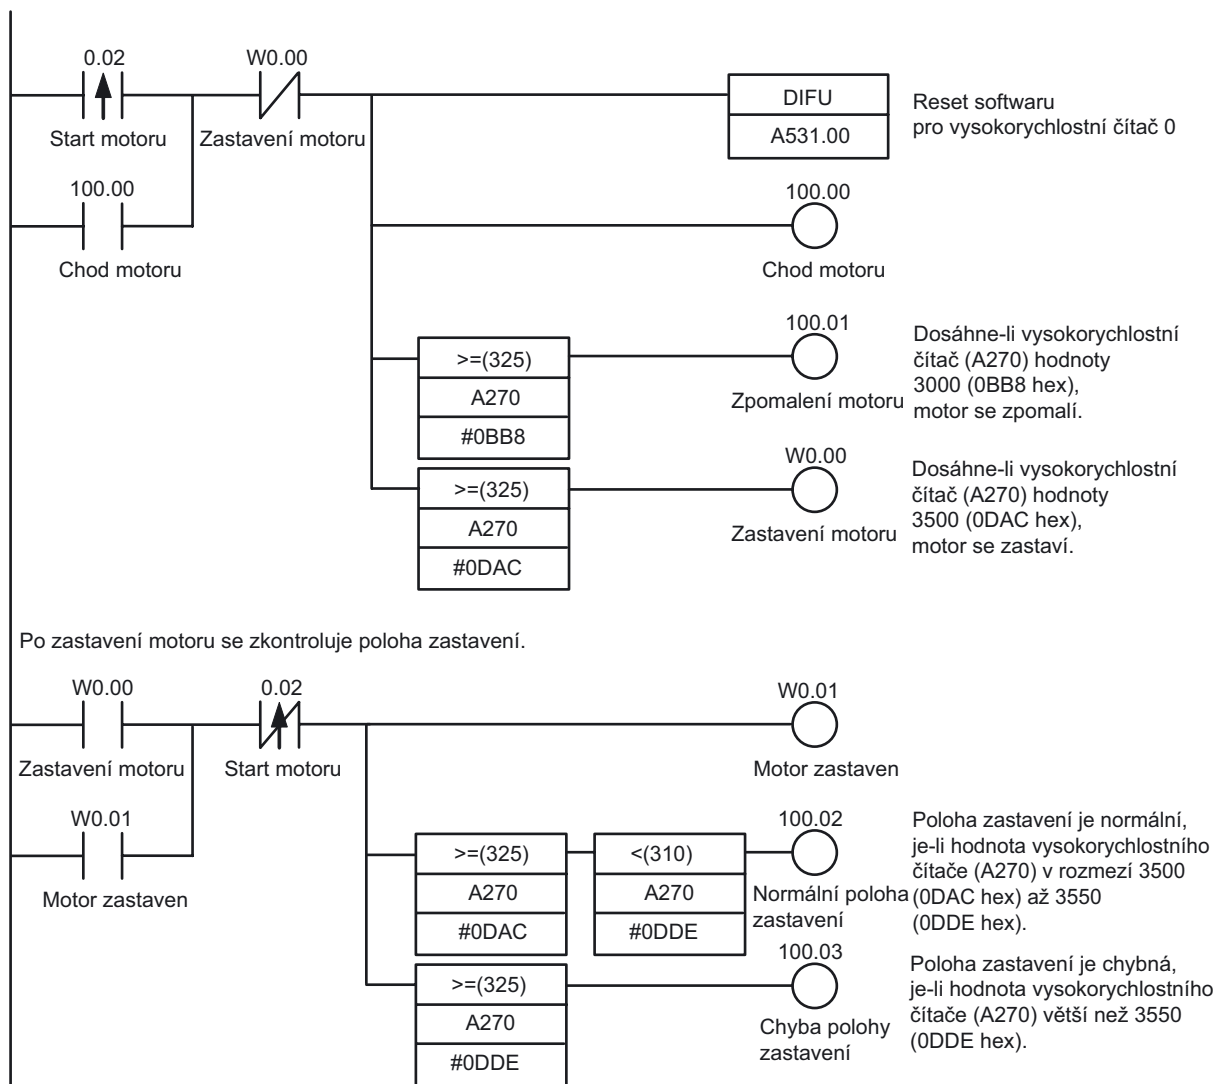 0.02
W0.00
DIFU
A531.00
Reset softwaru
pro vysokorychlostní čítač 0
Start motoru
Zastavení motoru
100.00
Chod motoru
100.00
Chod motoru
>=(325)
A270
#0BB8
100.01
Zpomalení motoru
Dosáhne-li vysokorychlostní
čítač (A270) hodnoty
3000 (0BB8 hex),
motor se zpomalí.
>=(325)
A270
#0DAC
W0.00
Zastavení motoru
Dosáhne-li vysokorychlostní
čítač (A270) hodnoty
3500 (0DAC hex),
motor se zastaví.
Po zastavení motoru se zkontroluje poloha zastavení.
W0.00
Zastavení motoru
0.02
Start motoru
W0.01
Motor zastaven
W0.01
Motor zastaven
>=(325)
A270
#0DAC
<(310)
A270
#0DDE
100.02
Normální poloha
zastavení
Poloha zastavení je normální,
je-li hodnota vysokorychlostního
čítače (A270) v rozmezí 3500
(0DAC hex) až 3550
(0DDE hex).
>=(325)
A270
#0DDE
100.03
Chyba polohy
zastavení
Poloha zastavení je chybná,
je-li hodnota vysokorychlostního
čítače (A270) větší než 3550
(0DDE hex).